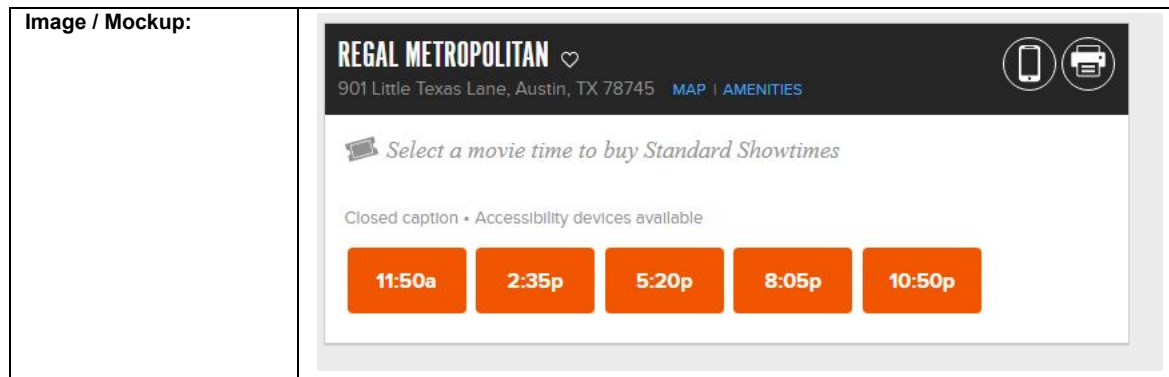 Image / Mockup:
REGAL METROPOLITAN
901 Little Texas Lane, Austin, TX 78745 MAP | AMENITIES
Select a movie time to buy Standard Showtimes
Closed caption • Accessibility devices available
11:50a 2:35p 5:20p 8:05p 10:50p